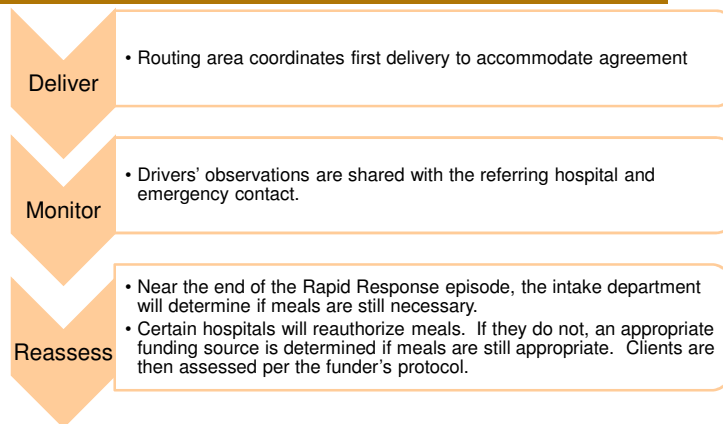 Deliver
• Routing area coordinates first delivery to accommodate agreement
Monitor
• Drivers' observations are shared with the referring hospital and
emergency contact.
Reassess
• Near the end of the Rapid Response episode, the intake department
will determine if meals are still necessary.
• Certain hospitals will reauthorize meals.  If they do not, an appropriate
funding source is determined if meals are still appropriate.  Clients are
then assessed per the funder's protocol.